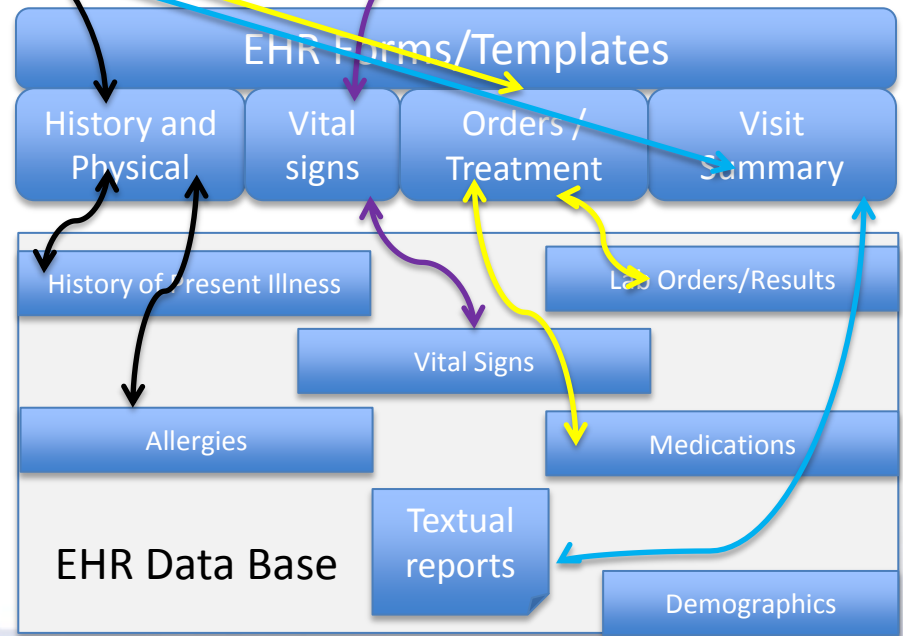 EHR Forms/Templates
History and
Physical
Vital
signs
Orders /
Treatment
Visit
Summary
History of Present Illness
Lab Orders/Results
Vital Signs
Allergies
Medications
Textual
reports
EHR Data Base
Demographics